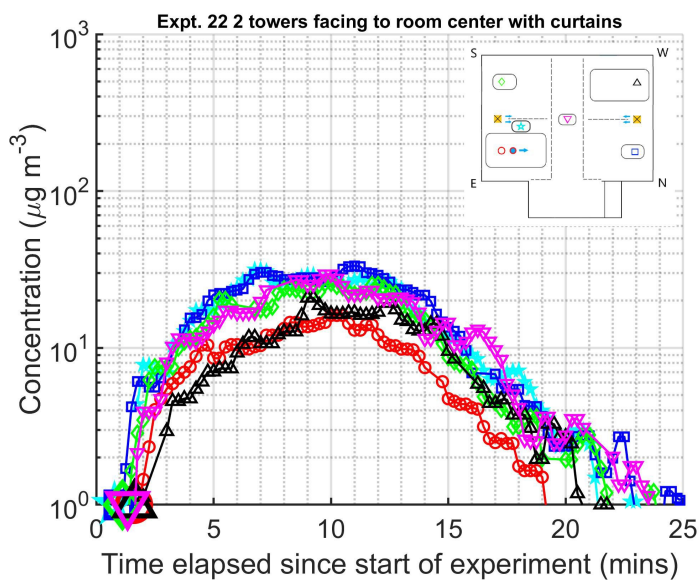 Expt. 22 2 towers facing to room center with curtains
10³
10²
10¹
10⁰
Concentration (μg m⁻³)
S
W
E
N
0
5
10
15
20
25
Time elapsed since start of experiment (mins)